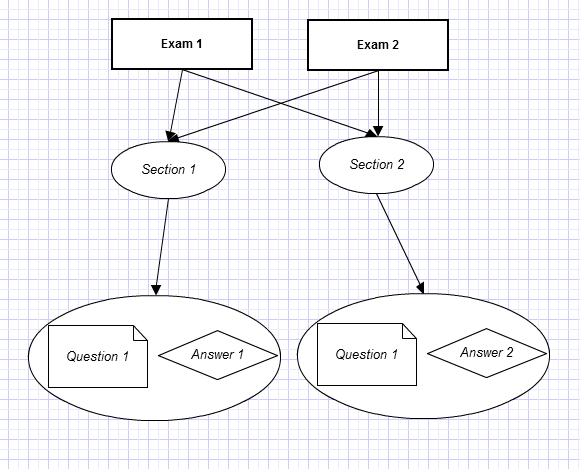 Exam 1
Exam 2
Section 1
Section 2
Question 1
Answer 1
Question 1
Answer 2